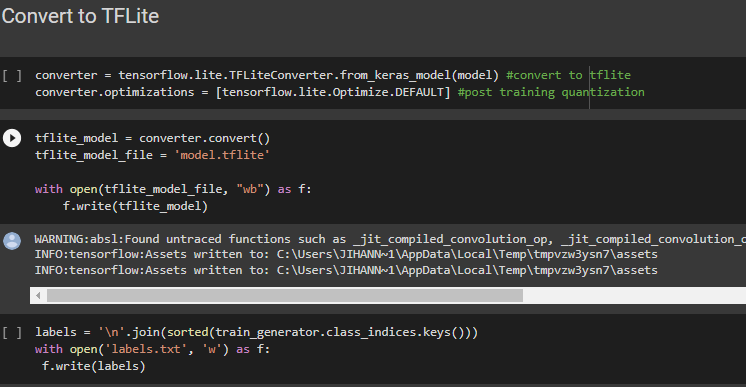 Convert to TFLite
[ ] converter = tensorflow.lite.TFLiteConverter.from_keras_model(model) #convert to tflite
converter.optimizations = [tensorflow.lite.Optimize.DEFAULT] #post training quantization
tflite_model = converter.convert()
tflite_model_file = 'model.tflite'
with open(tflite_model_file, "wb") as f:
f.write(tflite_model)
WARNING:absl:Found untraced functions such as _jit_compiled_convolution_op, _jit_compiled_convolution_o
INFO:tensorflow:Assets written to: C:\Users\JIHANN~1\AppData\Local\Temp\tmpvzw3ysn7\assets
INFO:tensorflow:Assets written to: C:\Users\JIHANN~1\AppData\Local\Temp\tmpvzw3ysn7\assets
[ ] labels = '\n'.join(sorted(train_generator.class_indices.keys()))
with open('labels.txt', 'w') as f:
f.write(labels)